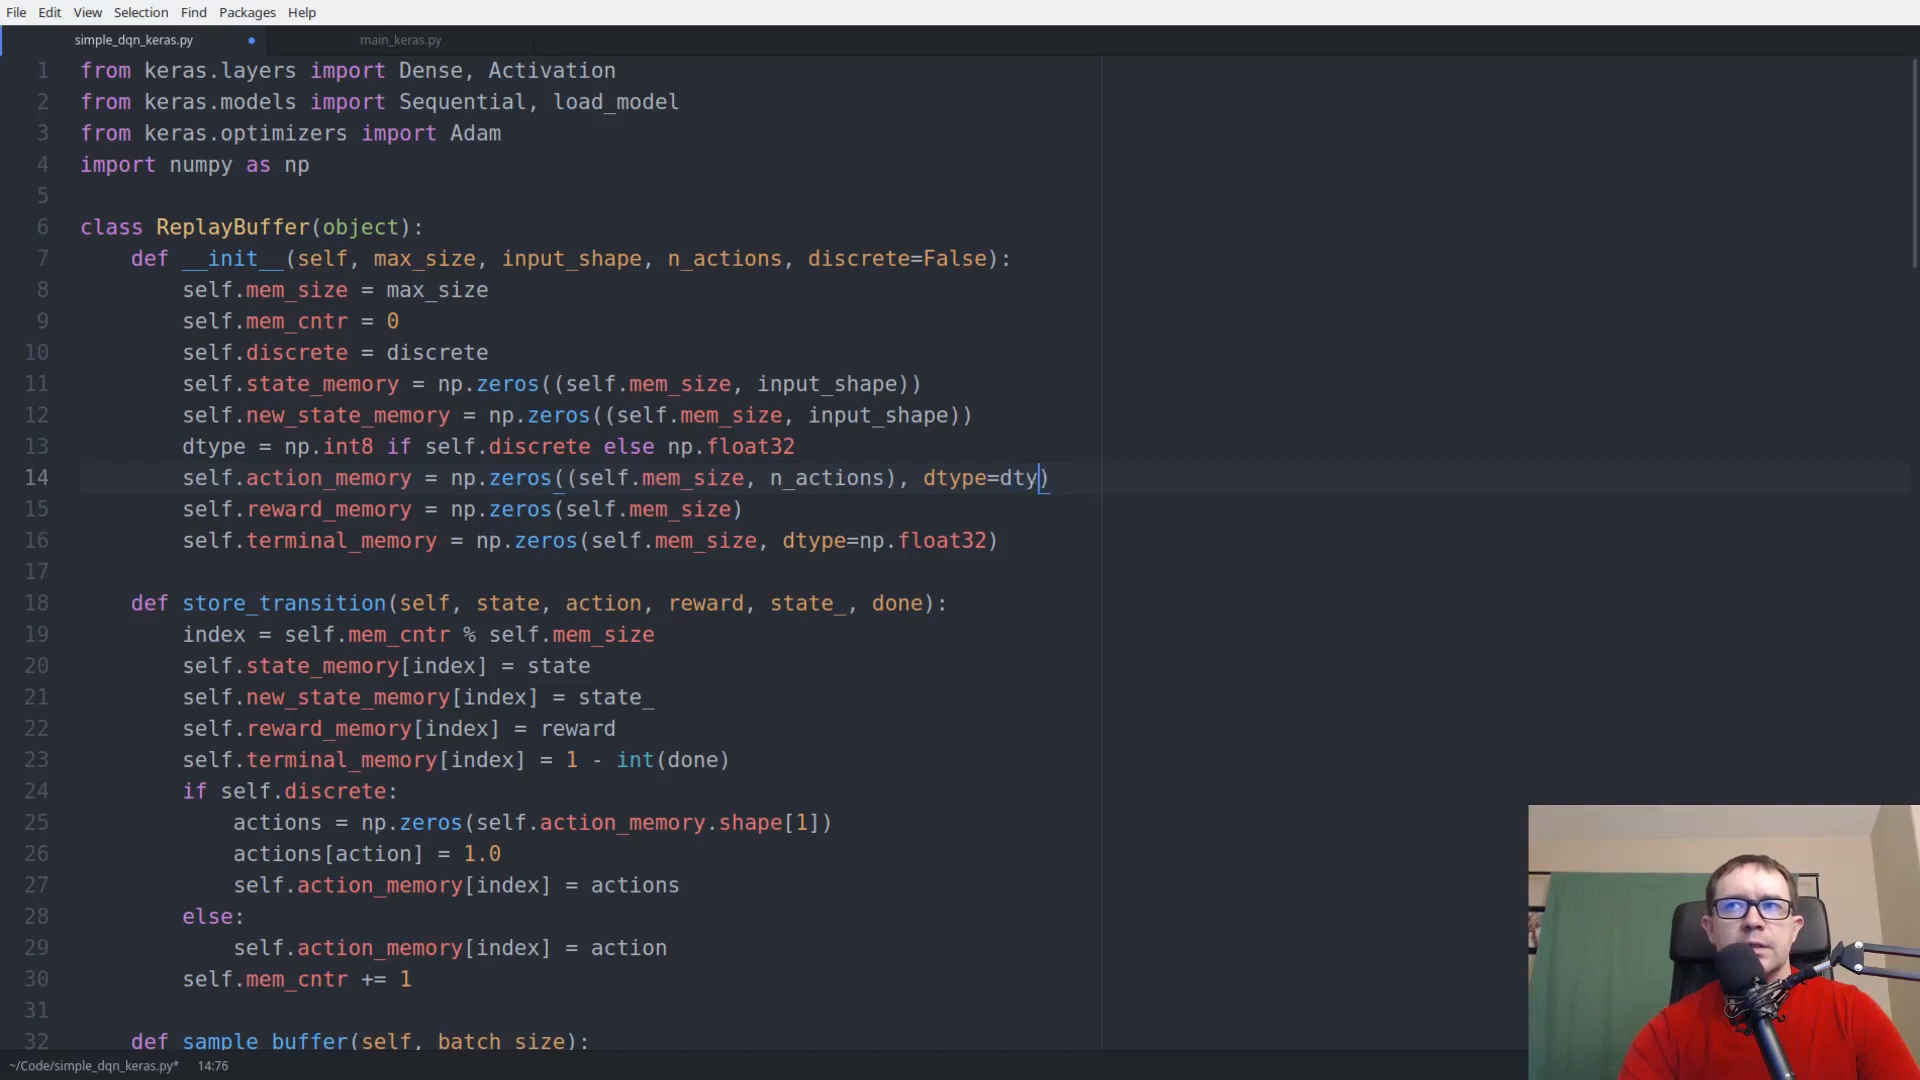 File Edit View Selection Find Packages Help
simple_dqn_keras.py main_keras.py
1 from keras.layers import Dense, Activation
2 from keras.models import Sequential, load_model
3 from keras.optimizers import Adam
4 import numpy as np
5
6 class ReplayBuffer(object):
7 def __init__(self, max_size, input_shape, n_actions, discrete=False):
8 self.mem_size = max_size
9 self.mem_cntr = 0
10 self.discrete = discrete
11 self.state_memory = np.zeros((self.mem_size, input_shape))
12 self.new_state_memory = np.zeros((self.mem_size, input_shape))
13 dtype = np.int8 if self.discrete else np.float32
14 self.action_memory = np.zeros((self.mem_size, n_actions), dtype=dty)
15 self.reward_memory = np.zeros(self.mem_size)
16 self.terminal_memory = np.zeros(self.mem_size, dtype=np.float32)
17
18 def store_transition(self, state, action, reward, state_, done):
19 index = self.mem_cntr % self.mem_size
20 self.state_memory[index] = state
21 self.new_state_memory[index] = state_
22 self.reward_memory[index] = reward
23 self.terminal_memory[index] = 1 - int(done)
24 if self.discrete:
25 actions = np.zeros(self.action_memory.shape[1])
26 actions[action] = 1.0
27 self.action_memory[index] = actions
28 else:
29 self.action_memory[index] = action
30 self.mem_cntr += 1
31
32 def sample_buffer(self, batch_size):
~/Code/simple_dqn_keras.py* 14:76